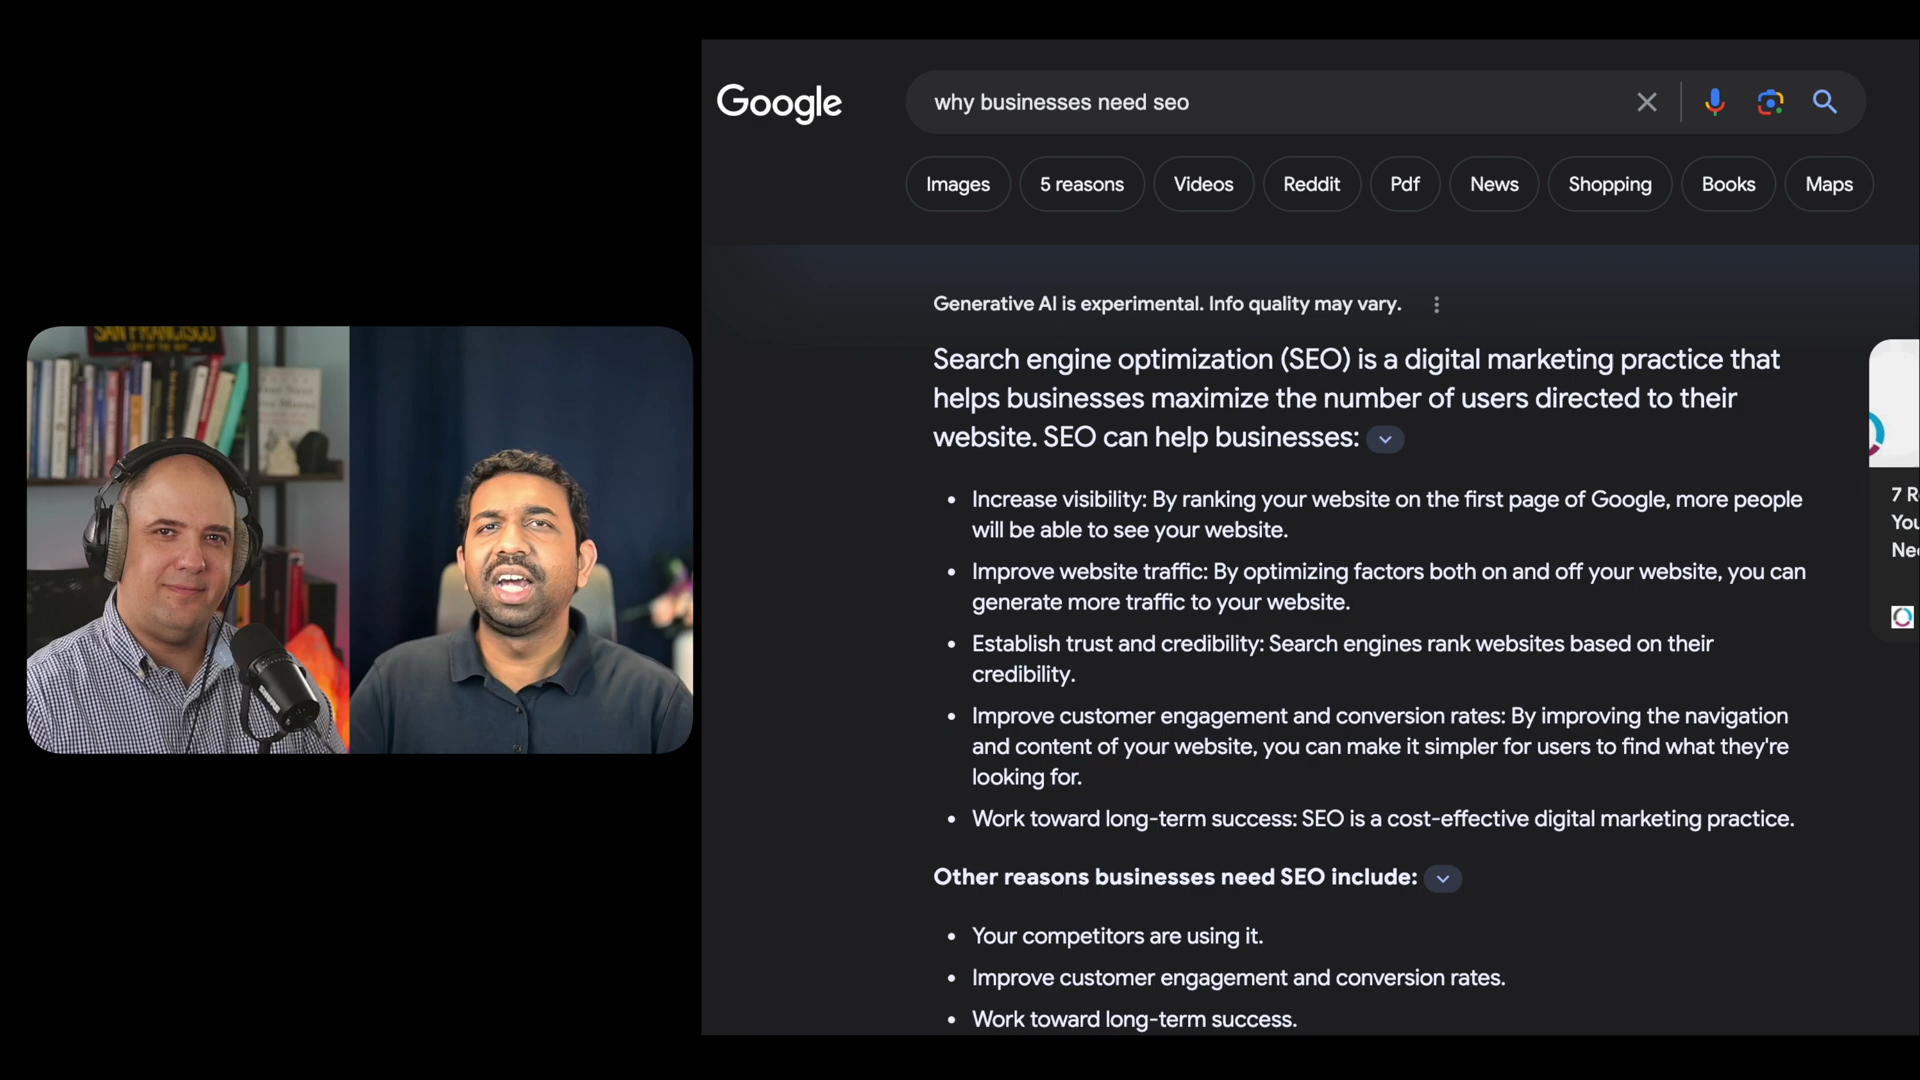 SAN FRANCISCO
Google
why businesses need seo
Images
5 reasons
Videos
Reddit
Pdf
News
Shopping
Books
Maps
Generative AI is experimental. Info quality may vary.
Search engine optimization (SEO) is a digital marketing practice that
helps businesses maximize the number of users directed to their
website. SEO can help businesses:
• Increase visibility: By ranking your website on the first page of Google, more people
will be able to see your website.
• Improve website traffic: By optimizing factors both on and off your website, you can
generate more traffic to your website.
• Establish trust and credibility: Search engines rank websites based on their
credibility.
• Improve customer engagement and conversion rates: By improving the navigation
and content of your website, you can make it simpler for users to find what they're
looking for.
• Work toward long-term success: SEO is a cost-effective digital marketing practice.
Other reasons businesses need SEO include:
• Your competitors are using it.
• Improve customer engagement and conversion rates.
• Work toward long-term success.
7 R
You
Nee